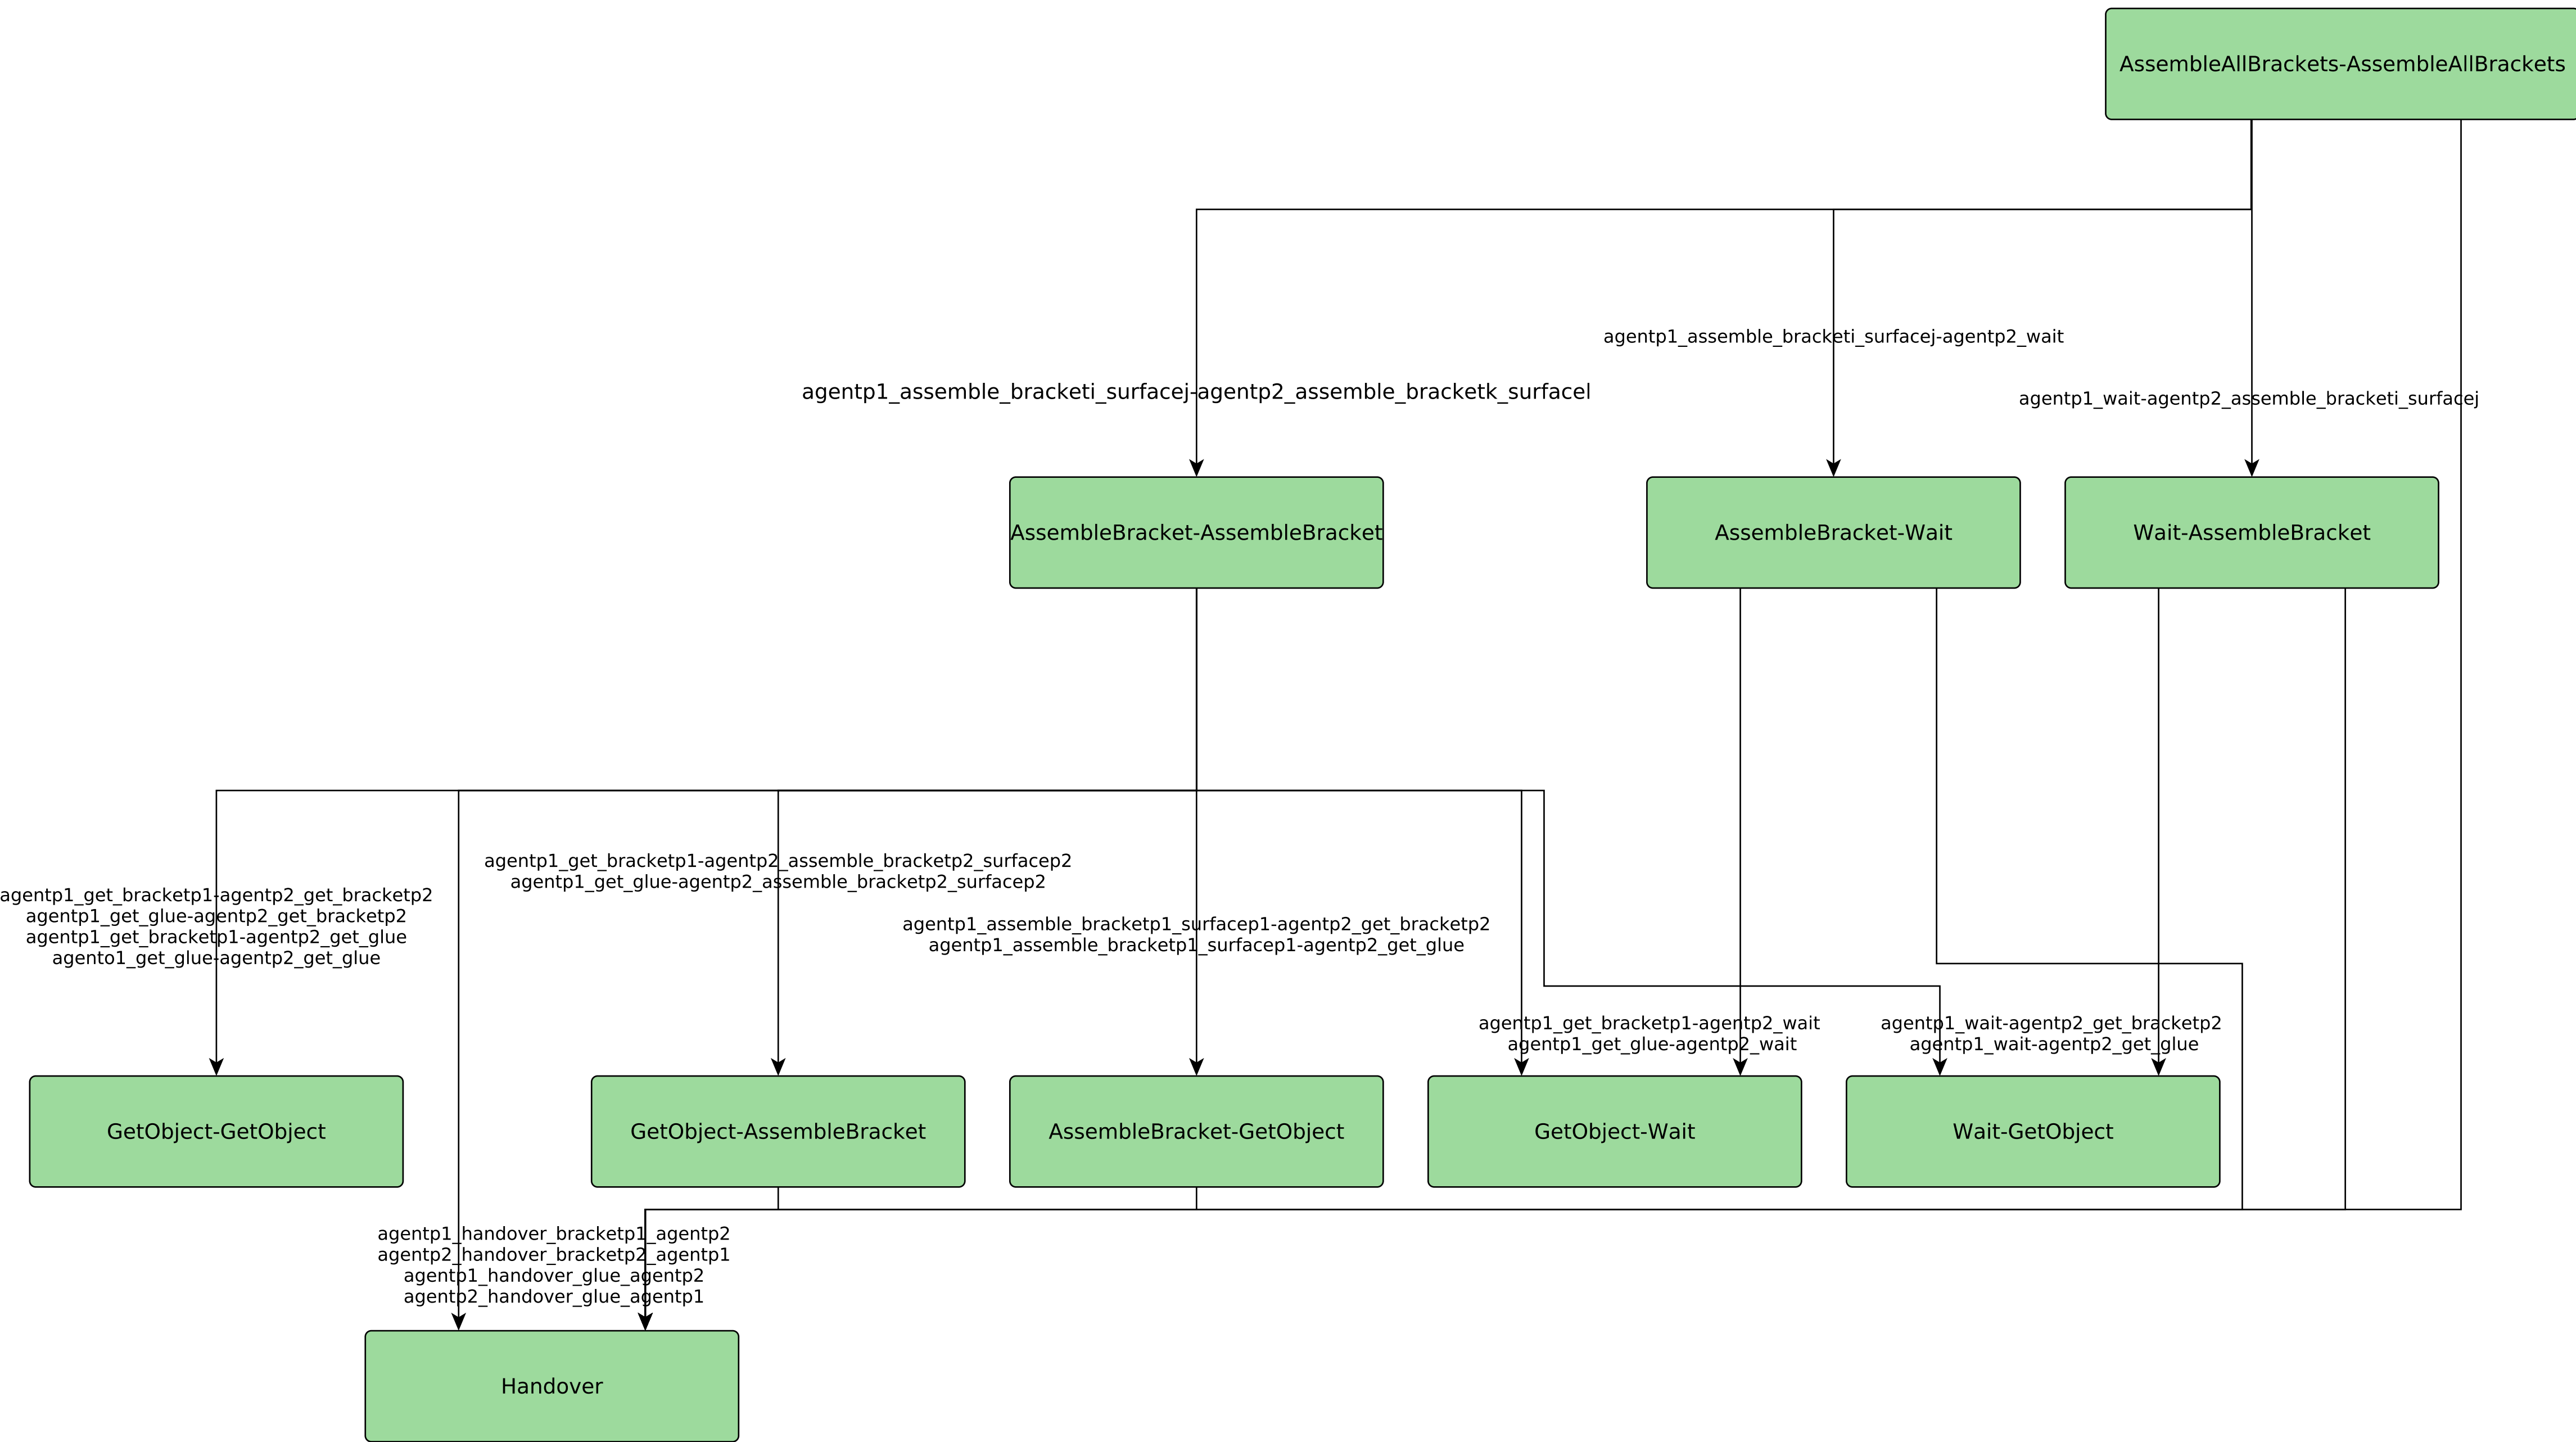 AssembleAllBrackets-AssembleAllBrackets
agentp1_assemble_bracketi_surfacej-agentp2_wait
agentp1_assemble_bracketi_surfacej-agentp2_assemble_bracketk_surfacel
agentp1_wait-agentp2_assemble_bracketi_surfacej
AssembleBracket-AssembleBracket
AssembleBracket-Wait
Wait-AssembleBracket
agentp1_get_bracketp1-agentp2_get_bracketp2
agentp1_get_glue-agentp2_get_bracketp2
agentp1_get_bracketp1-agentp2_get_glue
agento1_get_glue-agentp2_get_glue
agentp1_get_bracketp1-agentp2_assemble_bracketp2_surfacep2
agentp1_get_glue-agentp2_assemble_bracketp2_surfacep2
agentp1_assemble_bracketp1_surfacep1-agentp2_get_bracketp2
agentp1_assemble_bracketp1_surfacep1-agentp2_get_glue
agentp1_get_bracketp1-agentp2_wait
agentp1_get_glue-agentp2_wait
agentp1_wait-agentp2_get_bracketp2
agentp1_wait-agentp2_get_glue
GetObject-GetObject
GetObject-AssembleBracket
AssembleBracket-GetObject
GetObject-Wait
Wait-GetObject
agentp1_handover_bracketp1_agentp2
agentp2_handover_bracketp2_agentp1
agentp1_handover_glue_agentp2
agentp2_handover_glue_agentp1
Handover